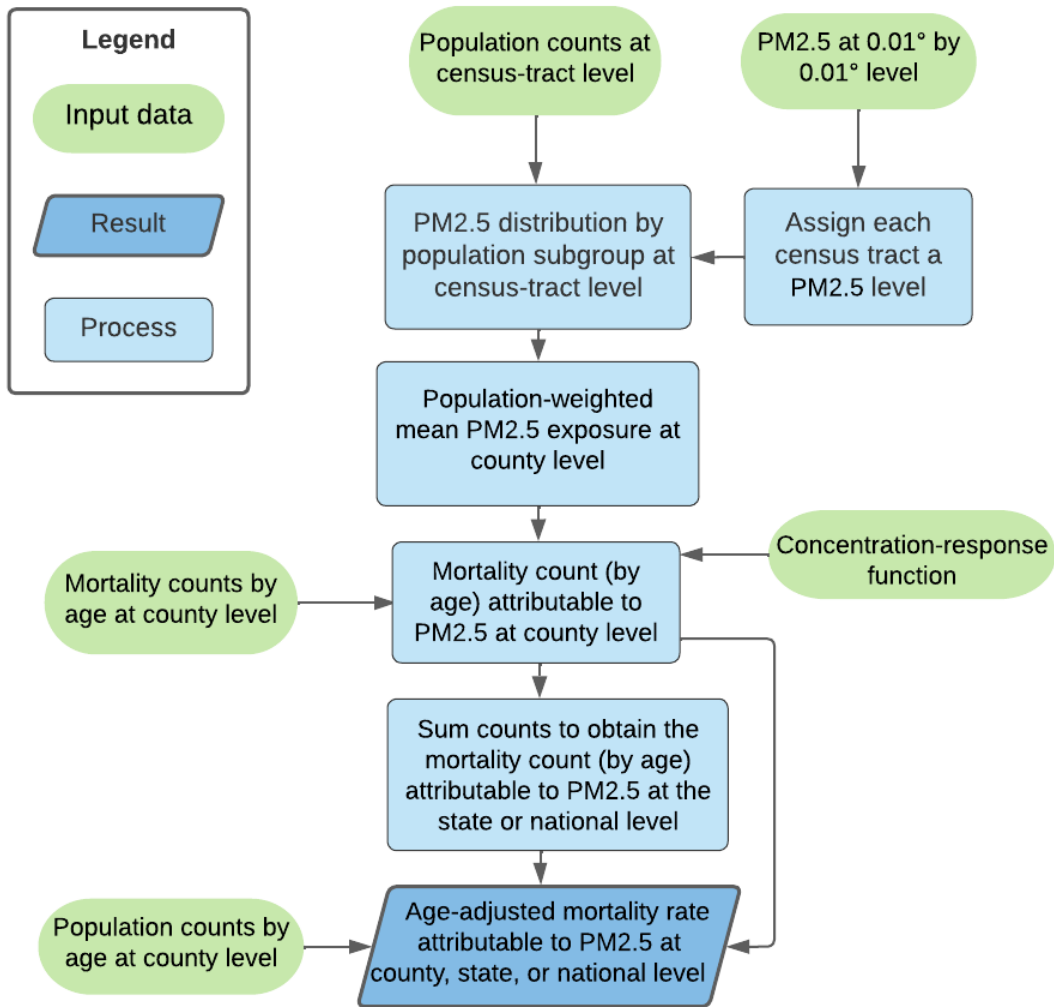 Legend
Input data
Result
Process
Population counts at
census-tract level
PM2.5 at 0.01° by
0.01° level
PM2.5 distribution by
population subgroup at
census-tract level
Assign each
census tract a
PM2.5 level
Population-weighted
mean PM2.5 exposure at
county level
Mortality counts by
age at county level
Mortality count (by
age) attributable to
PM2.5 at county level
Concentration-response
function
Sum counts to obtain the
mortality count (by age)
attributable to PM2.5 at the
state or national level
Population counts by
age at county level
Age-adjusted mortality rate
attributable to PM2.5 at
county, state, or national level